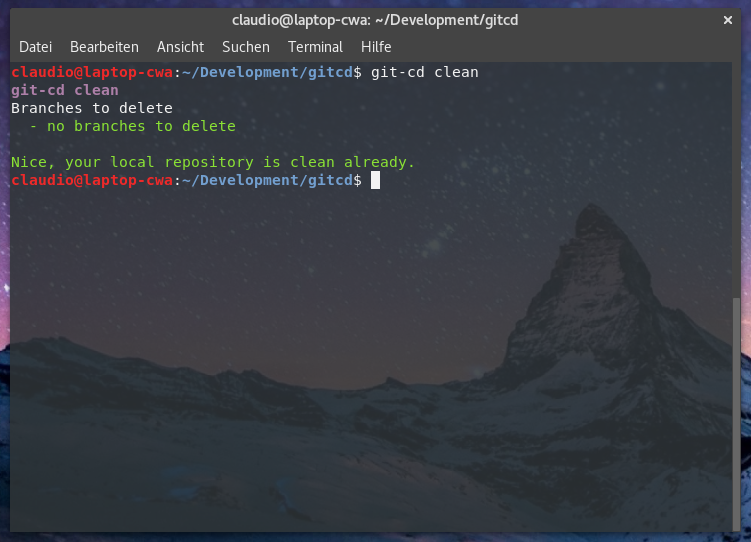 claudio@laptop-cwa: ~/Development/gitcd ×
Datei Bearbeiten Ansicht Suchen Terminal Hilfe
claudio@laptop-cwa:~/Development/gitcd$ git-cd clean
git-cd clean
Branches to delete
  - no branches to delete
Nice, your local repository is clean already.
claudio@laptop-cwa:~/Development/gitcd$